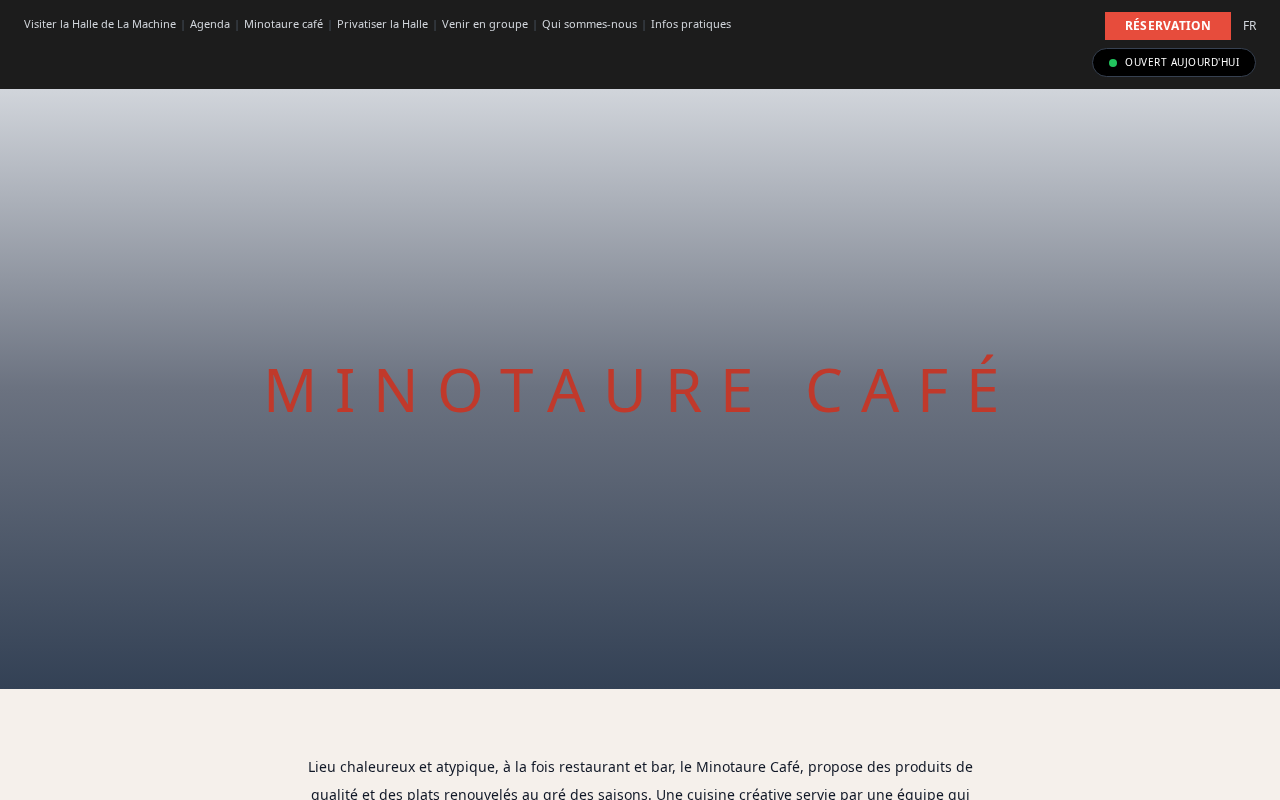 Visiter la Halle de La Machine | Agenda | Minotaure café | Privatiser la Halle | Venir en groupe | Qui sommes-nous | Infos pratiques
RÉSERVATION FR
OUVERT AUJOURD'HUI
MINOTAURE CAFÉ
Lieu chaleureux et atypique, à la fois restaurant et bar, le Minotaure Café, propose des produits de
qualité et des plats renouvelés au gré des saisons. Une cuisine créative servie par une équipe qui